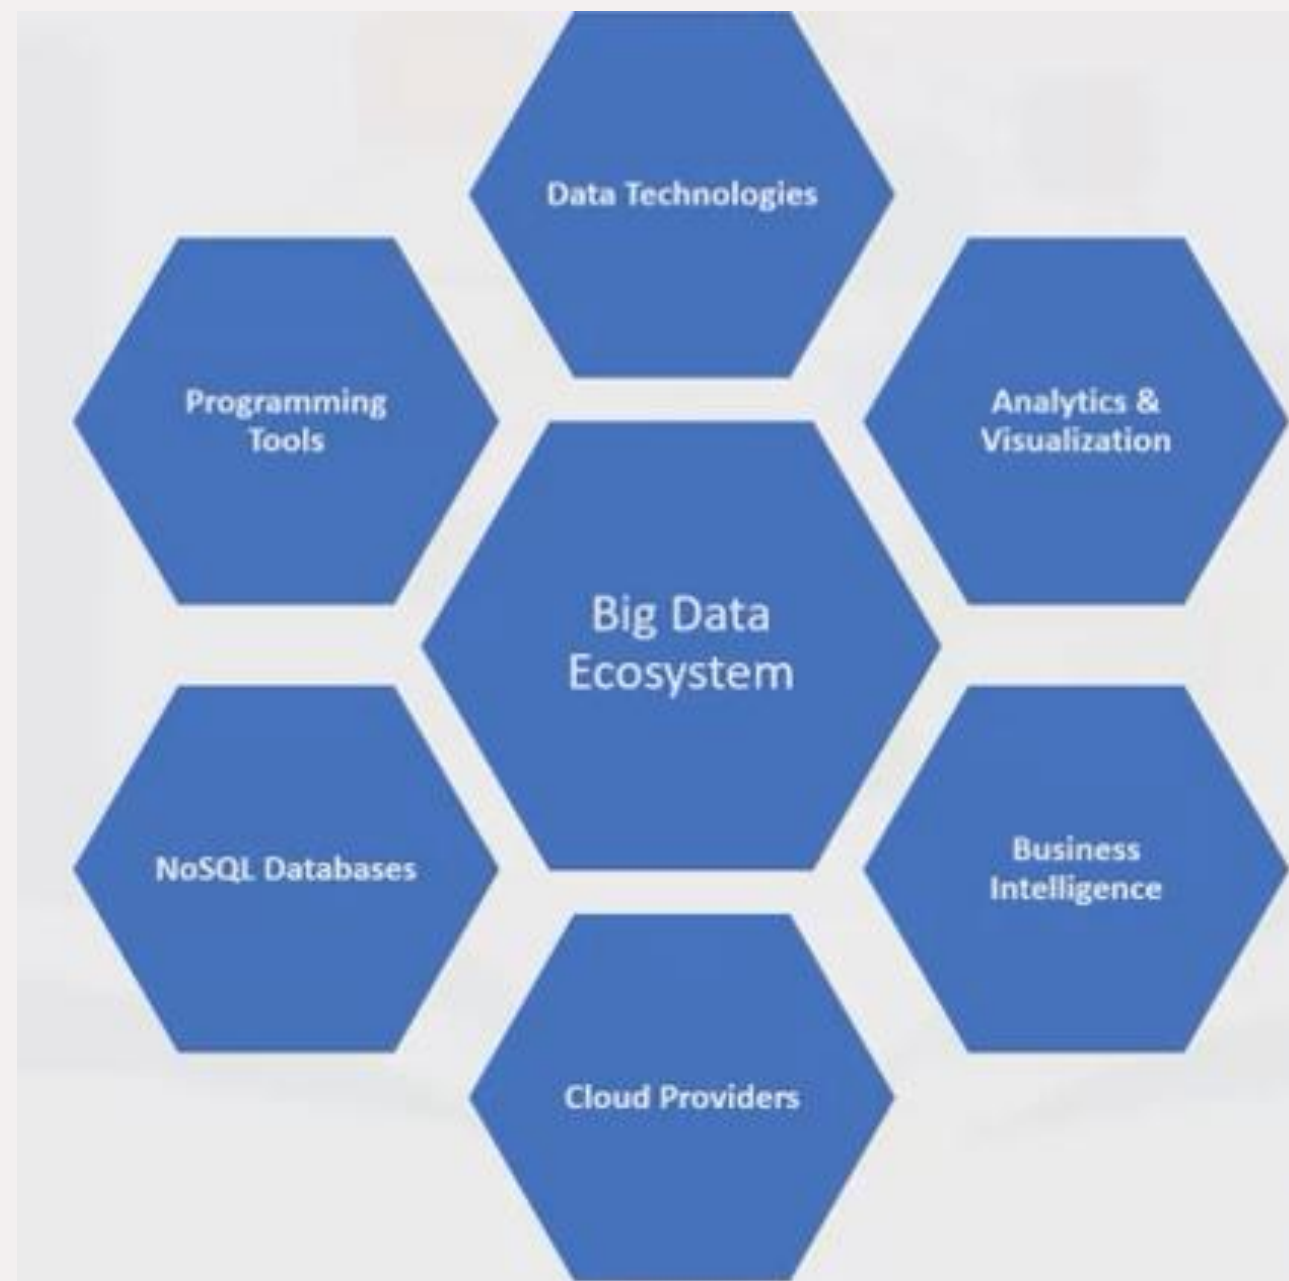 Data Technologies
Programming
Tools
Analytics &
Visualization
Big Data
Ecosystem
NoSQL Databases
Business
Intelligence
Cloud Providers